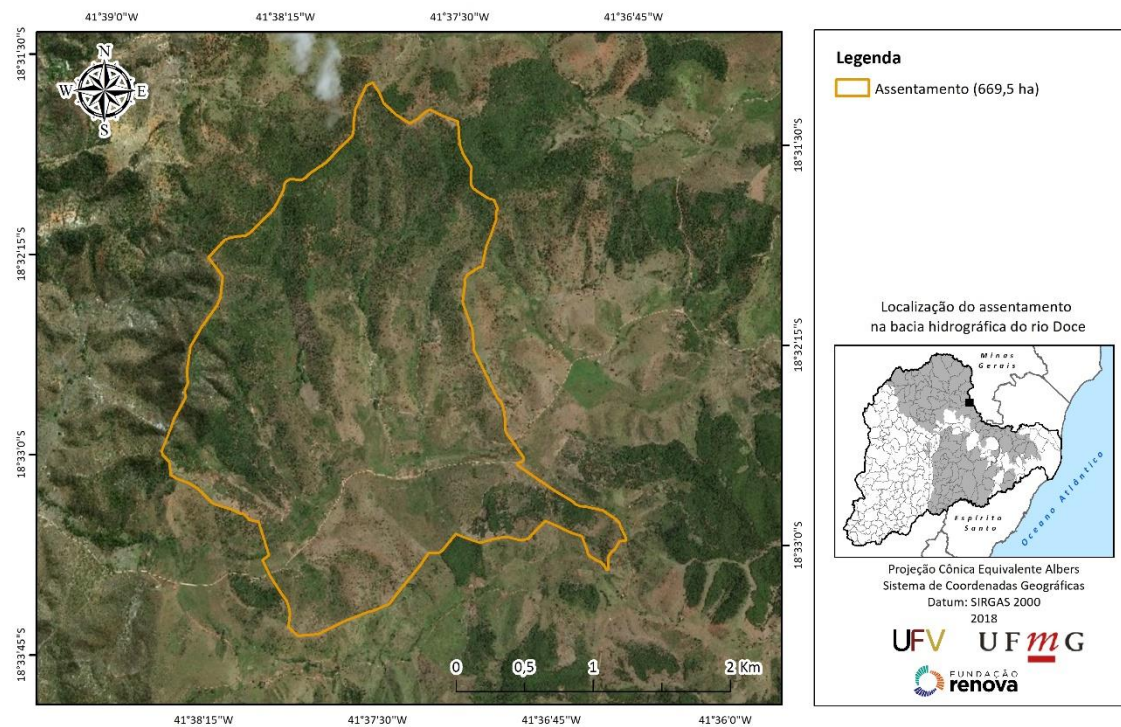 41°39'0"W 41°38'15"W 41°37'30"W 41°36'45"W
18°31'30"S
N
W E
S
18°31'30"S
18°32'15"S
18°32'15"S
18°33'0"S
18°33'0"S
18°33'45"S
0 0,5 1 2 Km
41°38'15"W 41°37'30"W 41°36'45"W 41°36'0"W
Legenda
Assentamento (669,5 ha)
Localização do assentamento
na bacia hidrográfica do rio Doce
Minas
Gerais
Espírito
Santo
Oceano Atlântico
Projeção Cônica Equivalente Albers
Sistema de Coordenadas Geográficas
Datum: SIRGAS 2000
2018
UFV UFmG
FUNDAÇÃO
renova